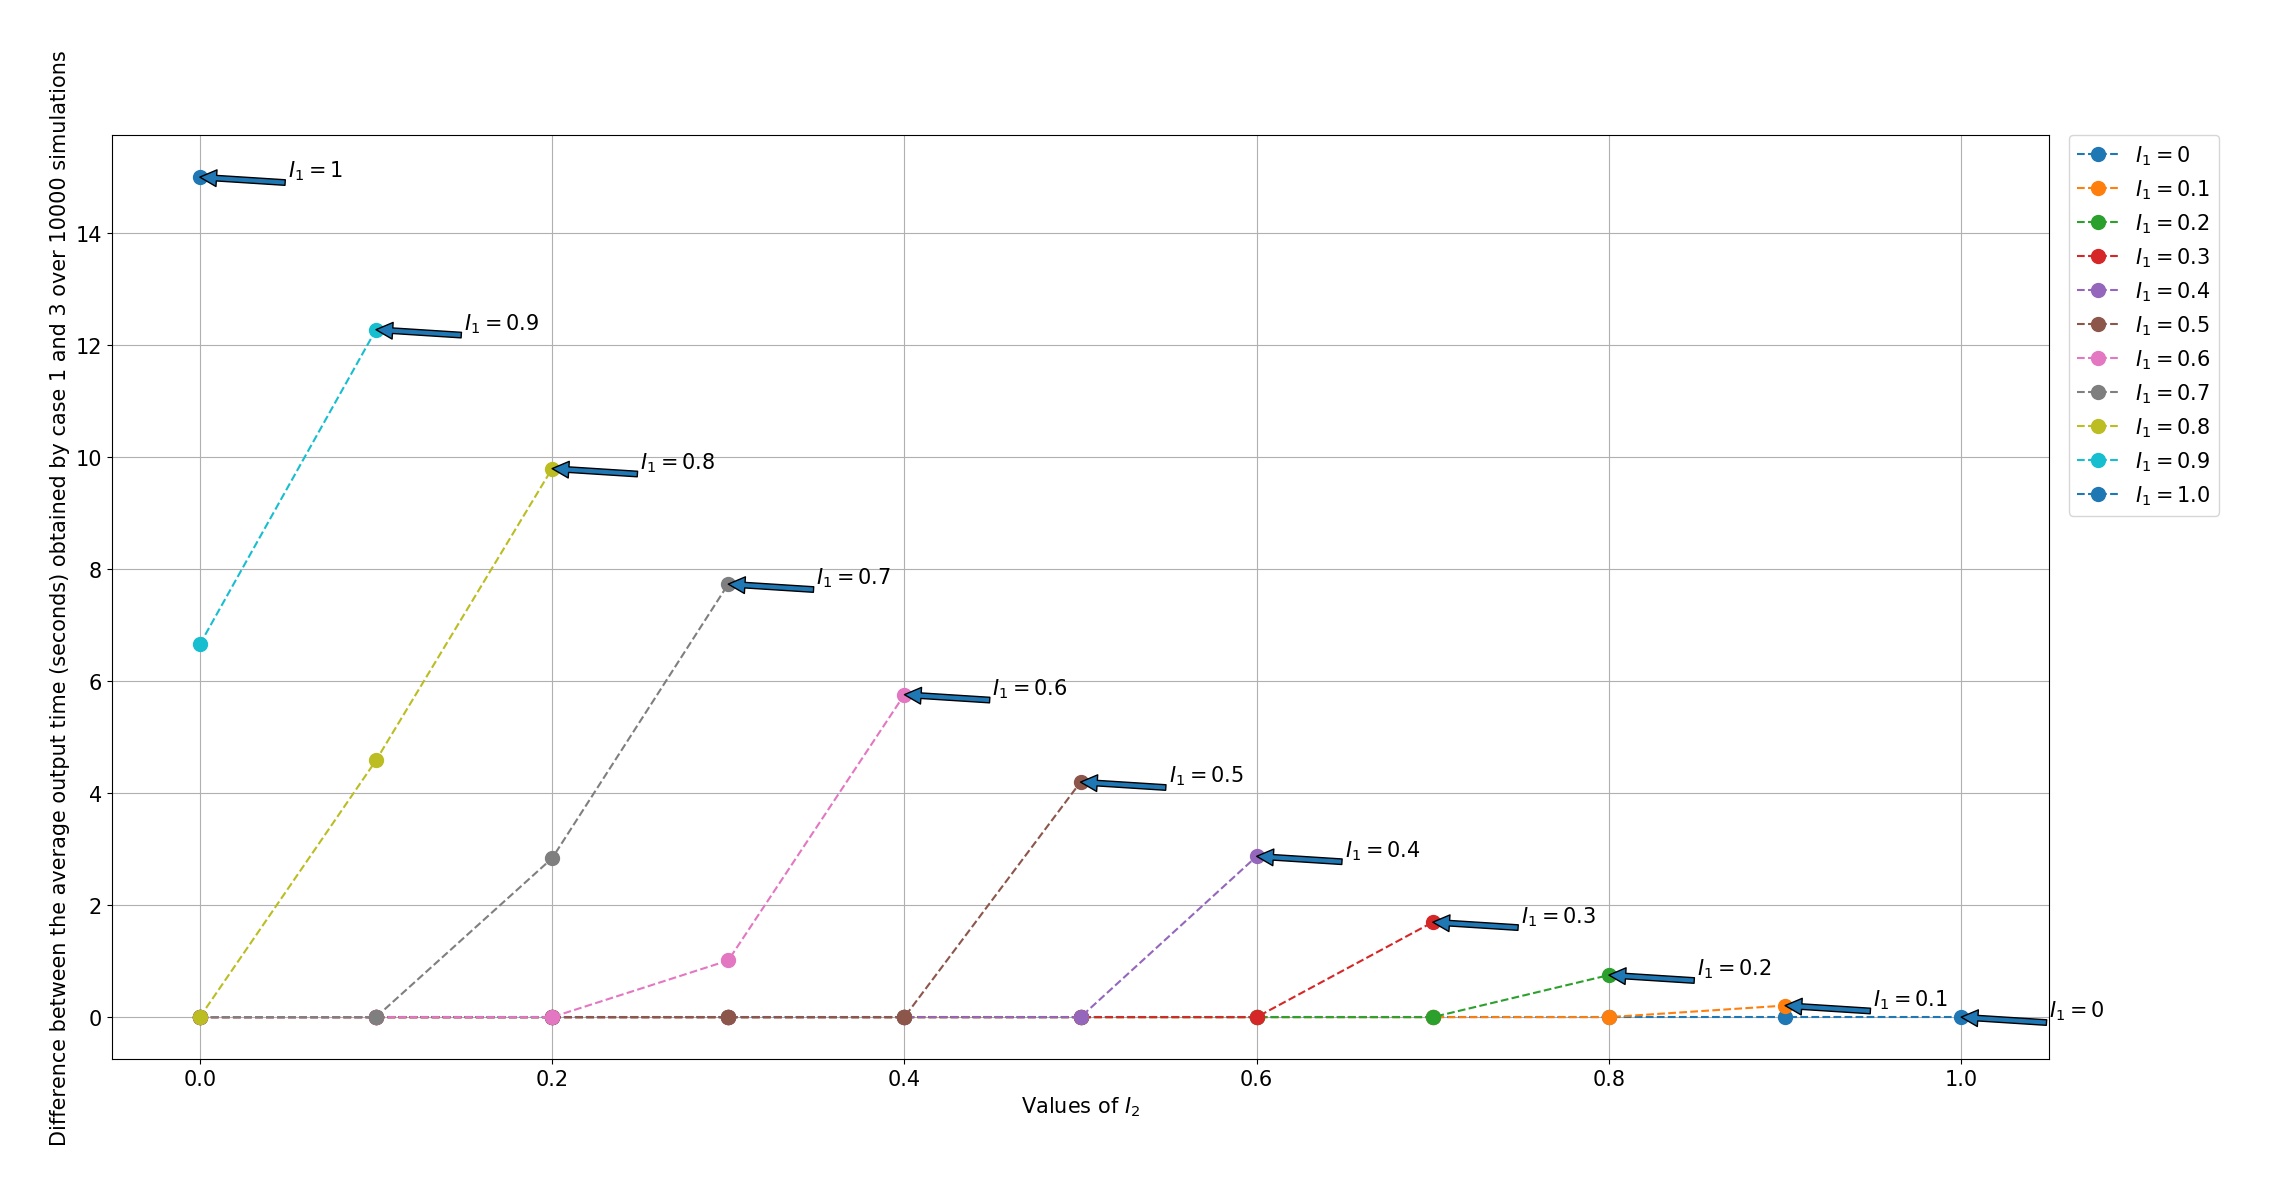 Difference between the average output time (seconds) obtained by case 1 and 3 over 10000 simulations
14
12
10
8
6
4
2
0
I₁ = 1
I₁ = 0.9
I₁ = 0.8
I₁ = 0.7
I₁ = 0.6
I₁ = 0.5
I₁ = 0.4
I₁ = 0.3
I₁ = 0.2
I₁ = 0.1
I₁ = 0
0.0 0.2 0.4 0.6 0.8 1.0
Values of I₂
I₁ = 0
I₁ = 0.1
I₁ = 0.2
I₁ = 0.3
I₁ = 0.4
I₁ = 0.5
I₁ = 0.6
I₁ = 0.7
I₁ = 0.8
I₁ = 0.9
I₁ = 1.0